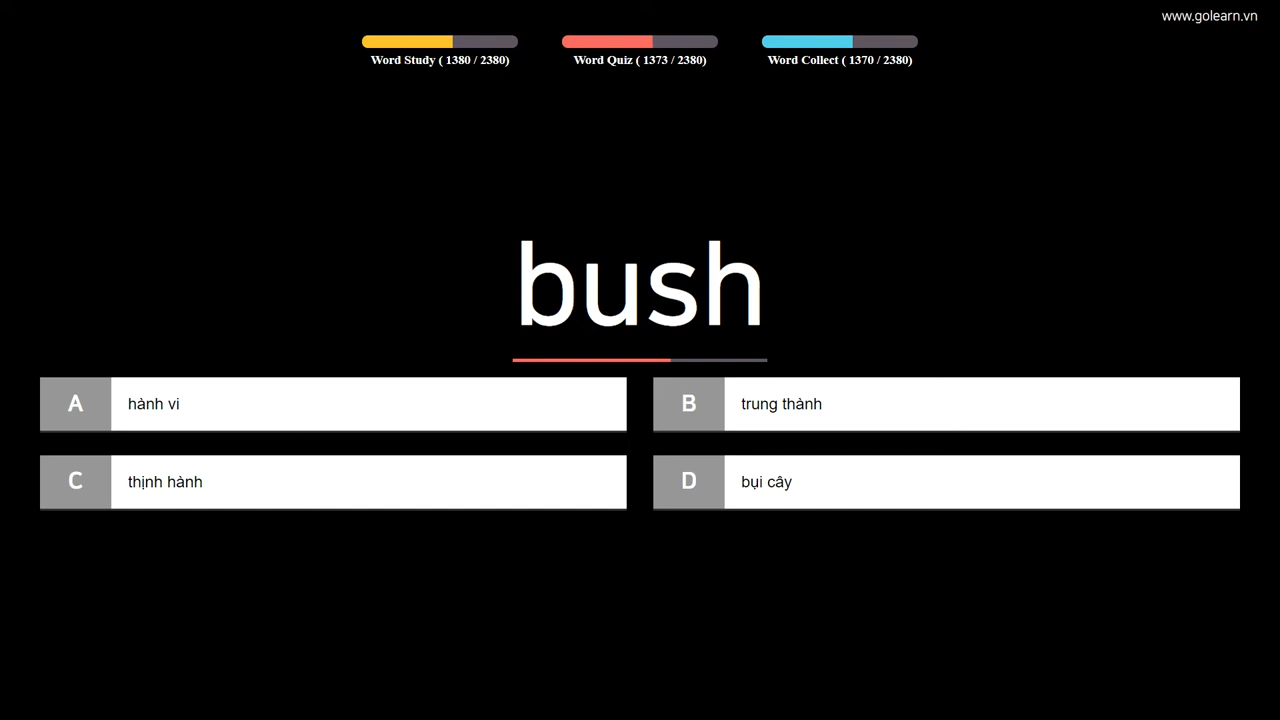 www.golearn.vn
Word Study ( 1380 / 2380)
Word Quiz ( 1373 / 2380)
Word Collect ( 1370 / 2380)
bush
A hành vi
B trung thành
C thịnh hành
D bụi cây